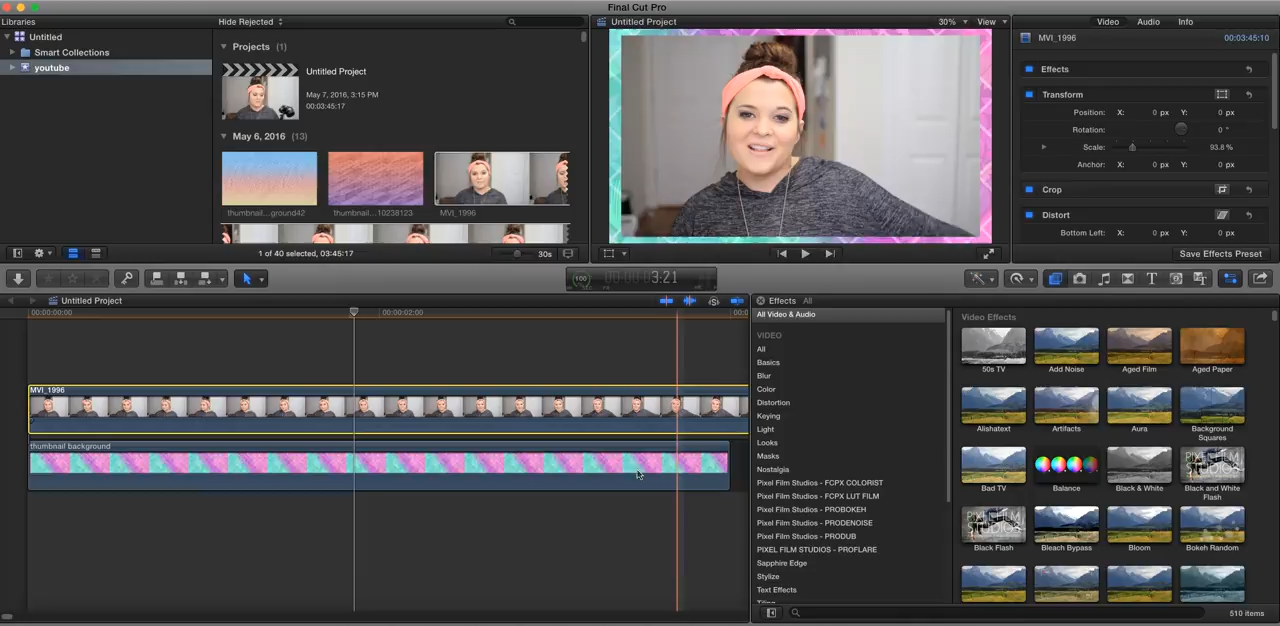 Final Cut Pro
Libraries
Hide Rejected
Untitled Project
30%
View
Video
Audio
Info
Untitled
Smart Collections
youtube
Projects (1)
Untitled Project
May 7, 2016, 3:15 PM
00:03:45:17
May 6, 2016 (13)
thumbnail...ground42
thumbnail...10238123
MVI_1996
1 of 40 selected, 03:45:17
30s
MVI_1996
00:03:45:10
Effects
Transform
Position: X: 0 px Y: 0 px
Rotation: 0 °
Scale: 93.8 %
Anchor: X: 0 px Y: 0 px
Crop
Distort
Bottom Left: X: 0 px Y: 0 px
Save Effects Preset
100
3:21
Untitled Project
00:00:00:00
00:00:02:00
MVI_1996
thumbnail background
Effects All
All Video & Audio
VIDEO
All
Basics
Blur
Color
Distortion
Keying
Light
Looks
Masks
Nostalgia
Pixel Film Studios - FCPX COLORIST
Pixel Film Studios - FCPX LUT FILM
Pixel Film Studios - PROBOKEH
Pixel Film Studios - PRODENOISE
Pixel Film Studios - PRODUB
PIXEL FILM STUDIOS - PROFLARE
Sapphire Edge
Stylize
Text Effects
Tiling
Video Effects
50s TV
Add Noise
Aged Film
Aged Paper
Alishatext
Artifacts
Aura
Background Squares
Bad TV
Balance
Black & White
Black and White Flash
Black Flash
Bleach Bypass
Bloom
Bokeh Random
510 items